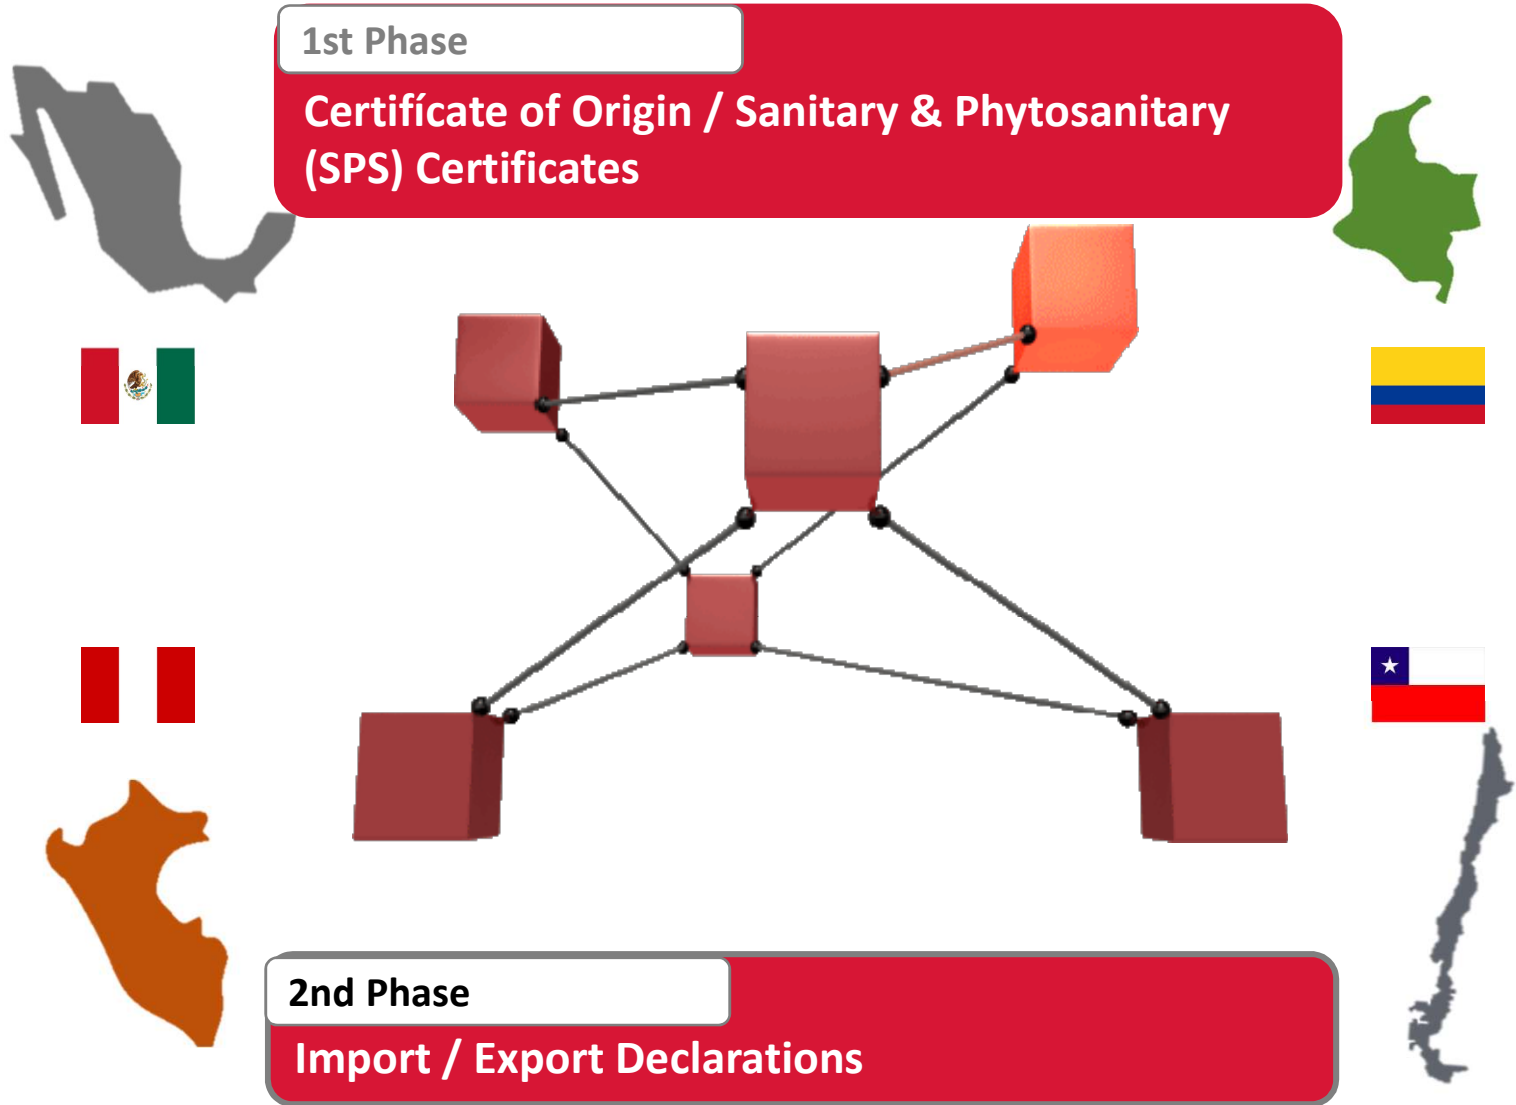 1st Phase
Certifícate of Origin / Sanitary & Phytosanitary
(SPS) Certificates
2nd Phase
Import / Export Declarations